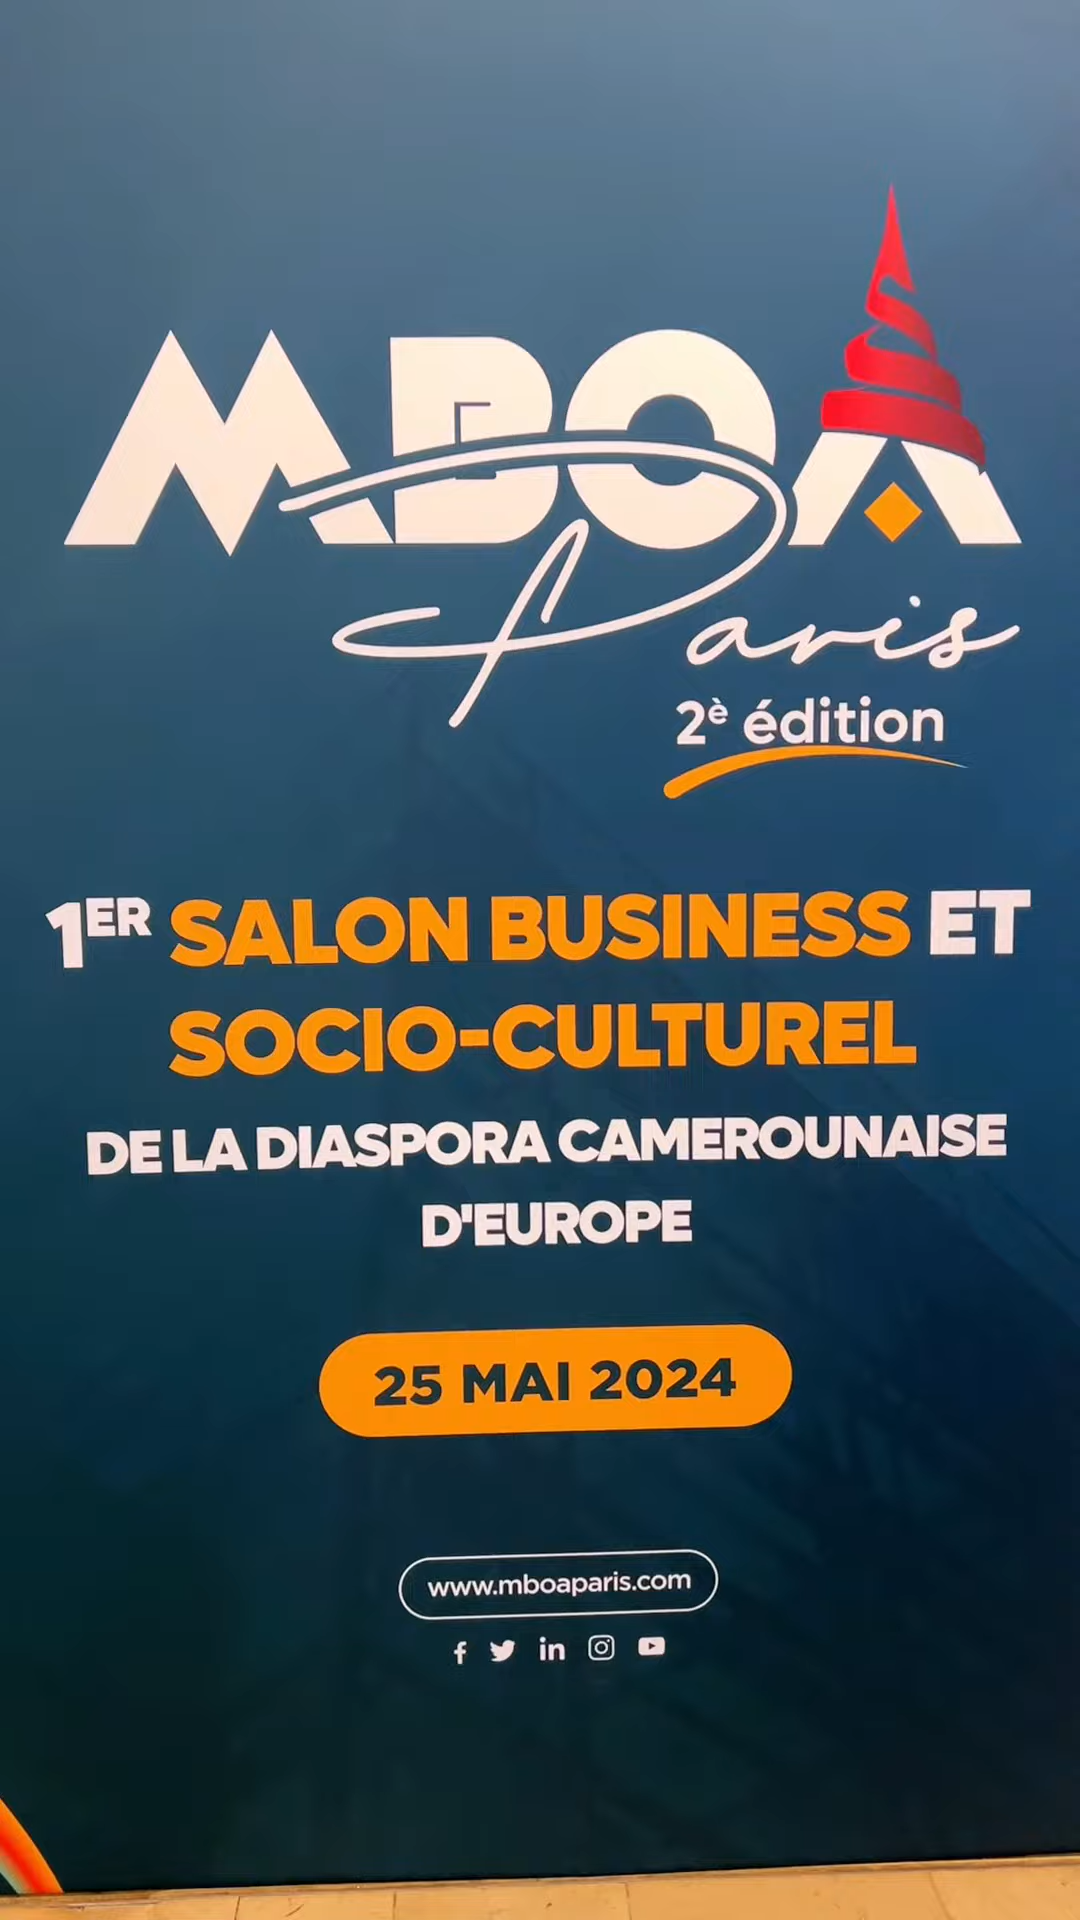 MBOA
Paris
2è édition
1ER SALON BUSINESS ET
SOCIO-CULTUREL
DE LA DIASPORA CAMEROUNAISE
D'EUROPE
25 MAI 2024
www.mboaparis.com